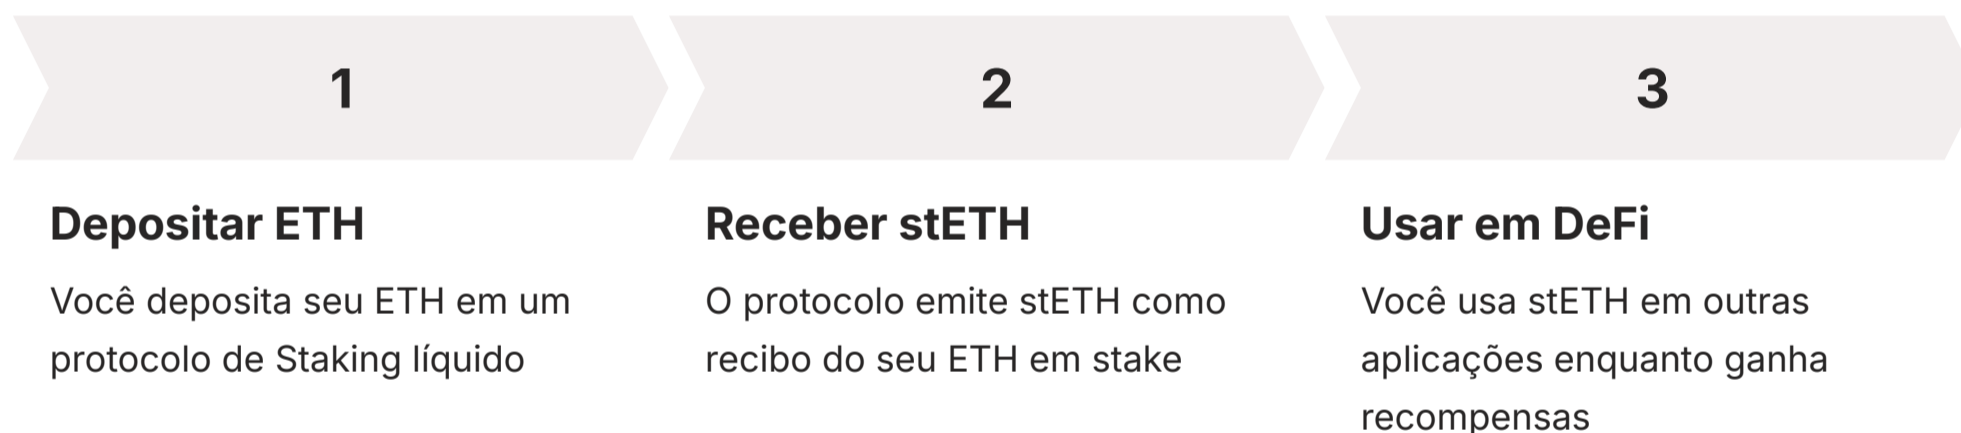 1
2
3
Depositar ETH
Você deposita seu ETH em um
protocolo de Staking líquido
Receber stETH
O protocolo emite stETH como
recibo do seu ETH em stake
Usar em DeFi
Você usa stETH em outras
aplicações enquanto ganha
recompensas